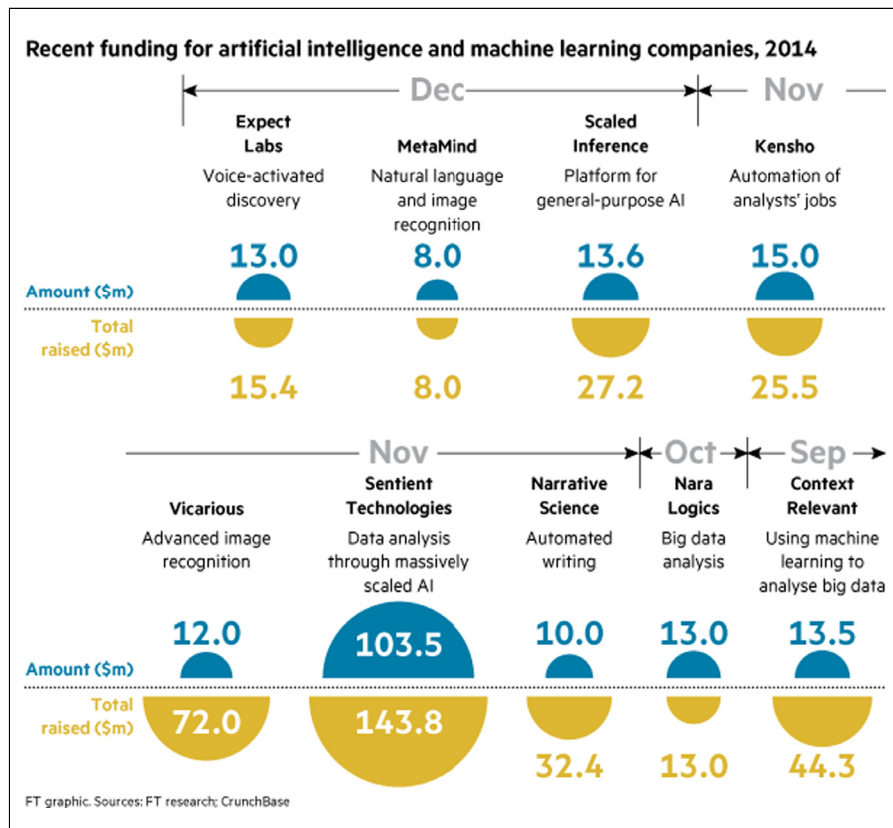 Recent funding for artificial intelligence and machine learning companies, 2014
Dec
Nov
Expect
Labs
Voice-activated
discovery
MetaMind
Natural language
and image
recognition
Scaled
Inference
Platform for
general-purpose AI
Kensho
Automation of
analysts' jobs
13.0
8.0
13.6
15.0
Amount ($m)
Total
raised ($m)
15.4
8.0
27.2
25.5
Nov
Oct
Sep
Vicarious
Advanced image
recognition
Sentient
Technologies
Data analysis
through massively
scaled AI
Narrative
Science
Automated
writing
Nara
Logics
Big data
analysis
Context
Relevant
Using machine
learning to
analyse big data
12.0
103.5
10.0
13.0
13.5
Amount ($m)
Total
raised ($m)
72.0
143.8
32.4
13.0
44.3
FT graphic. Sources: FT research; CrunchBase